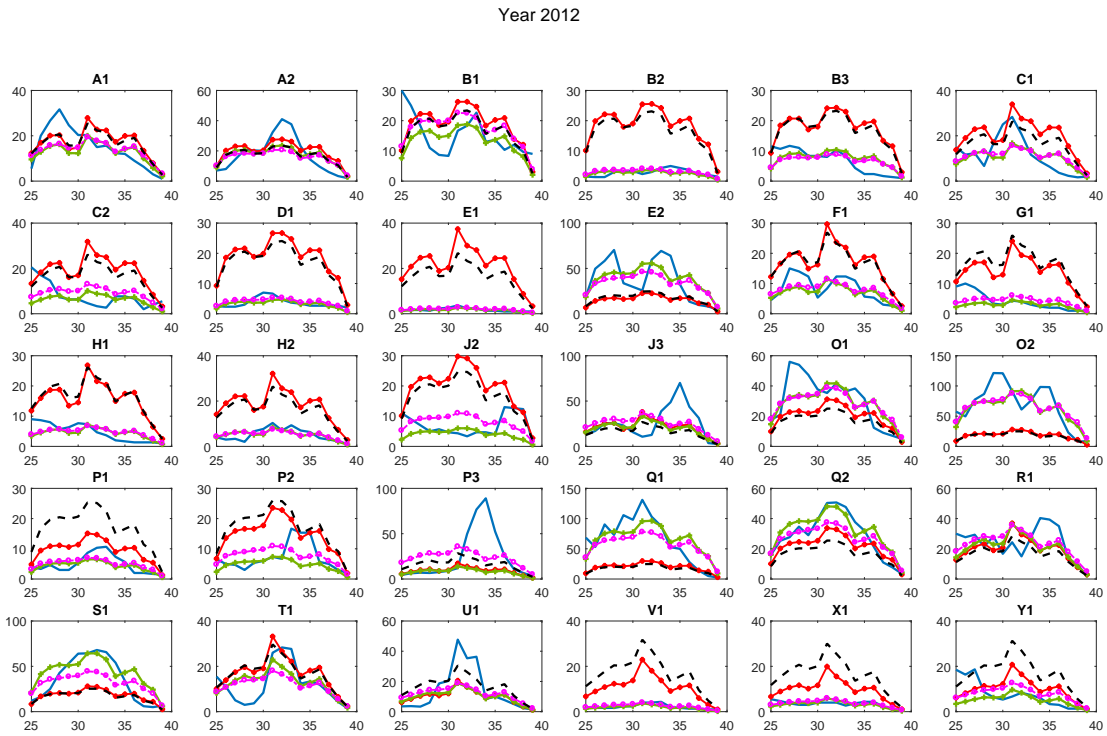 Year 2012
A1 A2 B1 B2 B3 C1
40 60 30 30 30 40
40 20 20 20
20 20
20 10 10 10
0 0 0 0 0 0
25 30 35 40 25 30 35 40 25 30 35 40 25 30 35 40 25 30 35 40 25 30 35 40
C2 D1 E1 E2 F1 G1
40 30 40 100 30 30
20 20 20
20 20 50
10 10 10
0 0 0 0 0 0
25 30 35 40 25 30 35 40 25 30 35 40 25 30 35 40 25 30 35 40 25 30 35 40
H1 H2 J2 J3 O1 O2
30 40 30 100 60 150
20 20 40 100
20 50
10 10 20 50
0 0 0 0 0 0
25 30 35 40 25 30 35 40 25 30 35 40 25 30 35 40 25 30 35 40 25 30 35 40
P1 P2 P3 Q1 Q2 R1
30 30 100 150 60 60
20 20 100 40 40
50
10 10 50 20 20
0 0 0 0 0 0
25 30 35 40 25 30 35 40 25 30 35 40 25 30 35 40 25 30 35 40 25 30 35 40
S1 T1 U1 V1 X1 Y1
100 40 60 40 40 40
40
50 20 20 20 20
20
0 0 0 0 0 0
25 30 35 40 25 30 35 40 25 30 35 40 25 30 35 40 25 30 35 40 25 30 35 40